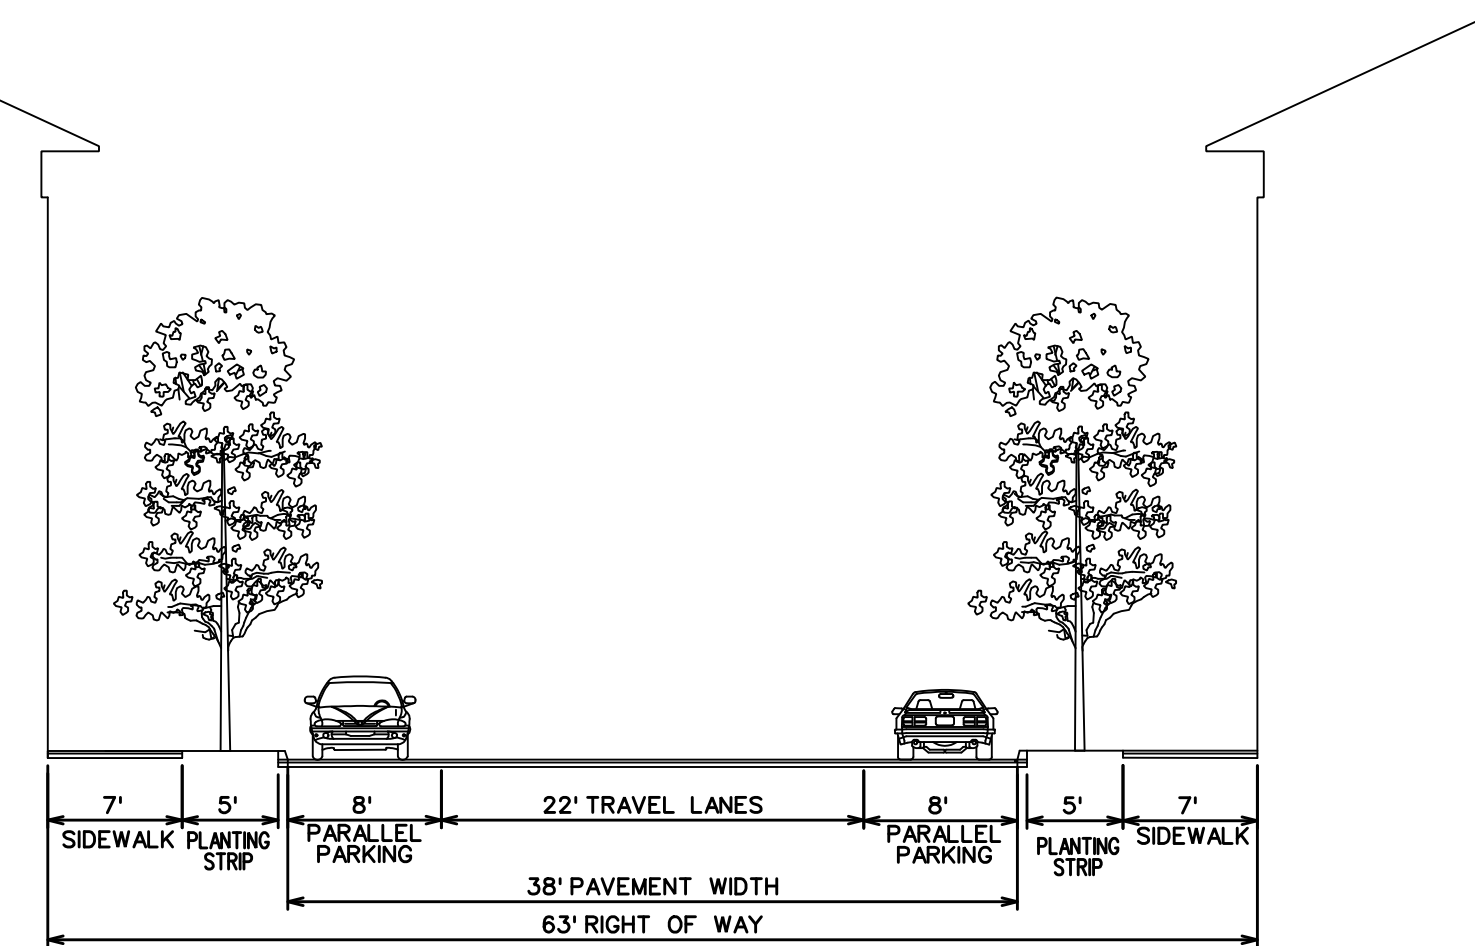 7' 5' 8' 22' TRAVEL LANES 8' 5' 7'
SIDEWALK PLANTING STRIP PARALLEL PARKING PARALLEL PARKING PLANTING STRIP SIDEWALK
38' PAVEMENT WIDTH
63' RIGHT OF WAY